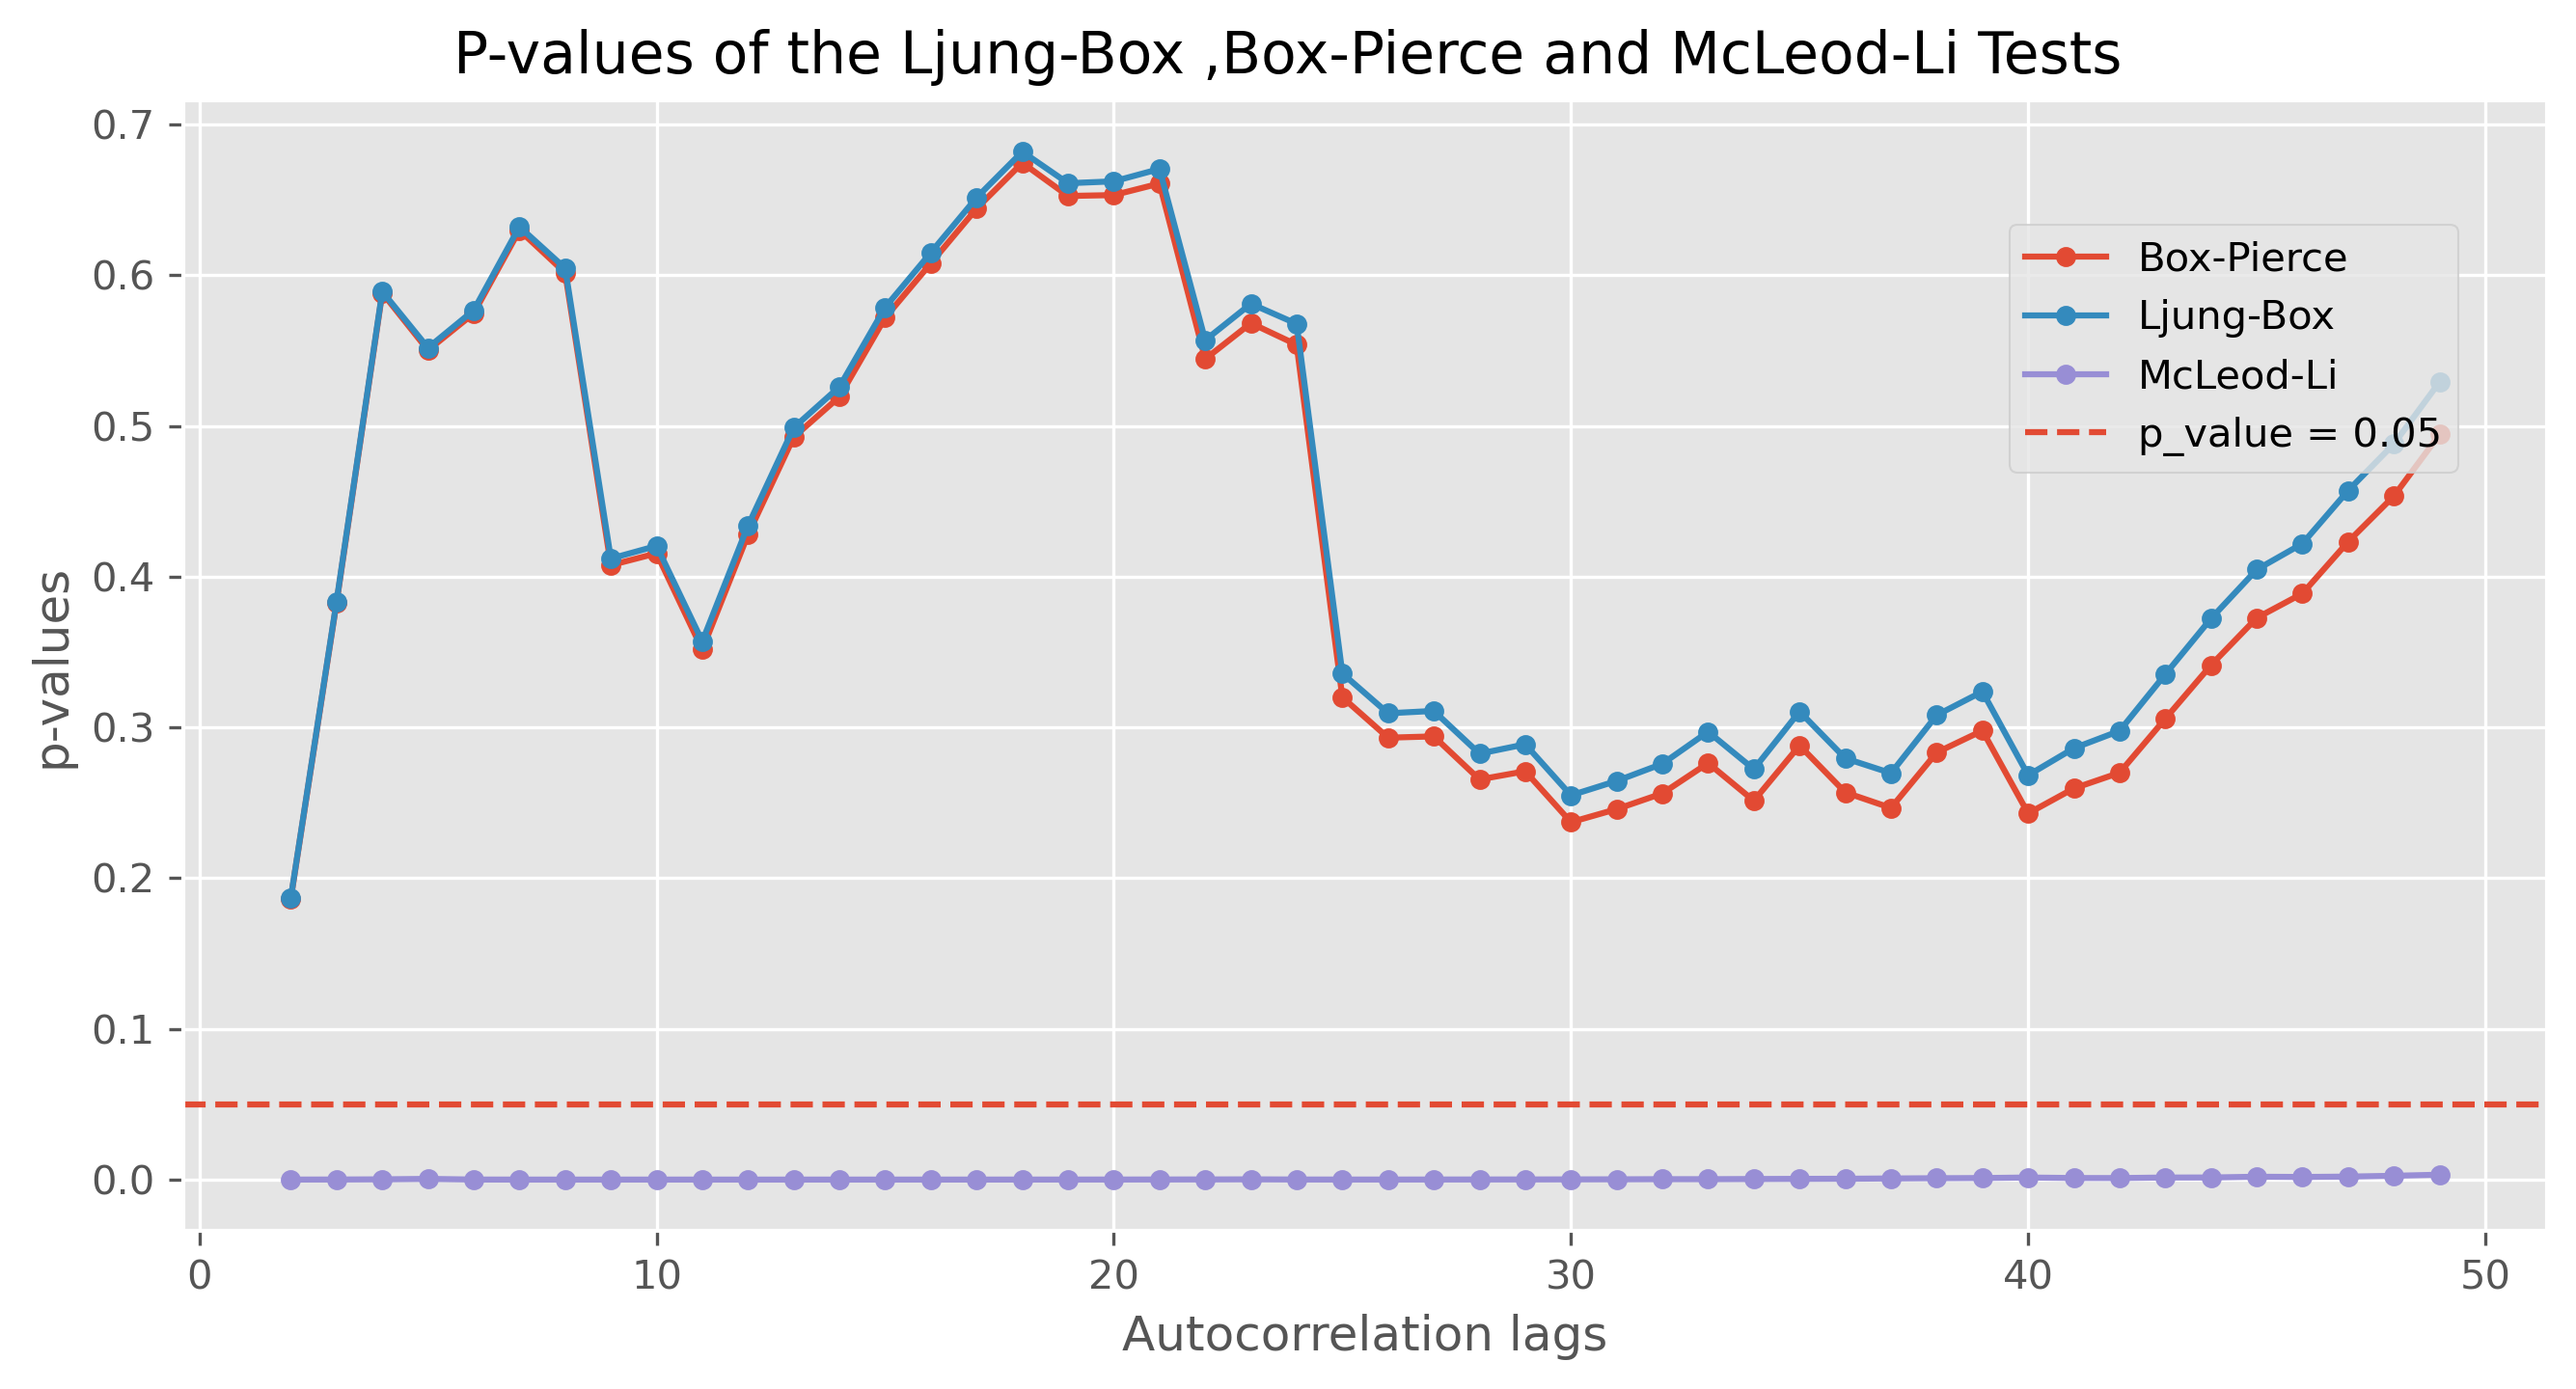 P-values of the Ljung-Box ,Box-Pierce and McLeod-Li Tests
0.7
0.6
0.5
0.4
0.3
0.2
0.1
0.0
p-values
Box-Pierce
Ljung-Box
McLeod-Li
p_value = 0.05
0 10 20 30 40 50
Autocorrelation lags